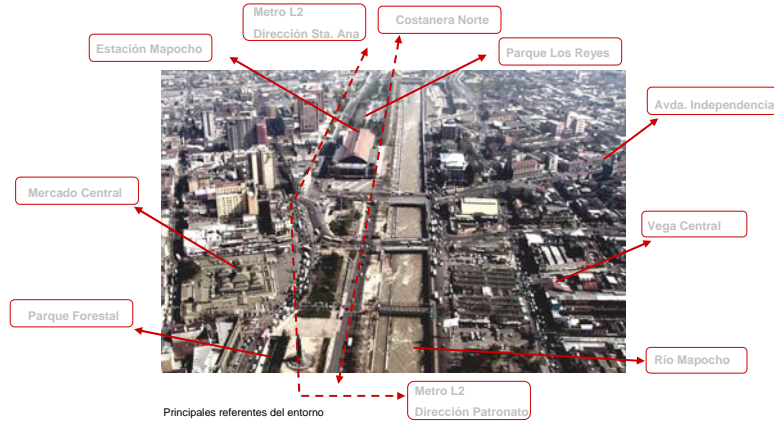 Metro L2
Dirección Sta. Ana
Costanera Norte
Estación Mapocho
Parque Los Reyes
Avda. Independencia
Mercado Central
Vega Central
Parque Forestal
Río Mapocho
Metro L2
Dirección Patronato
Principales referentes del entorno